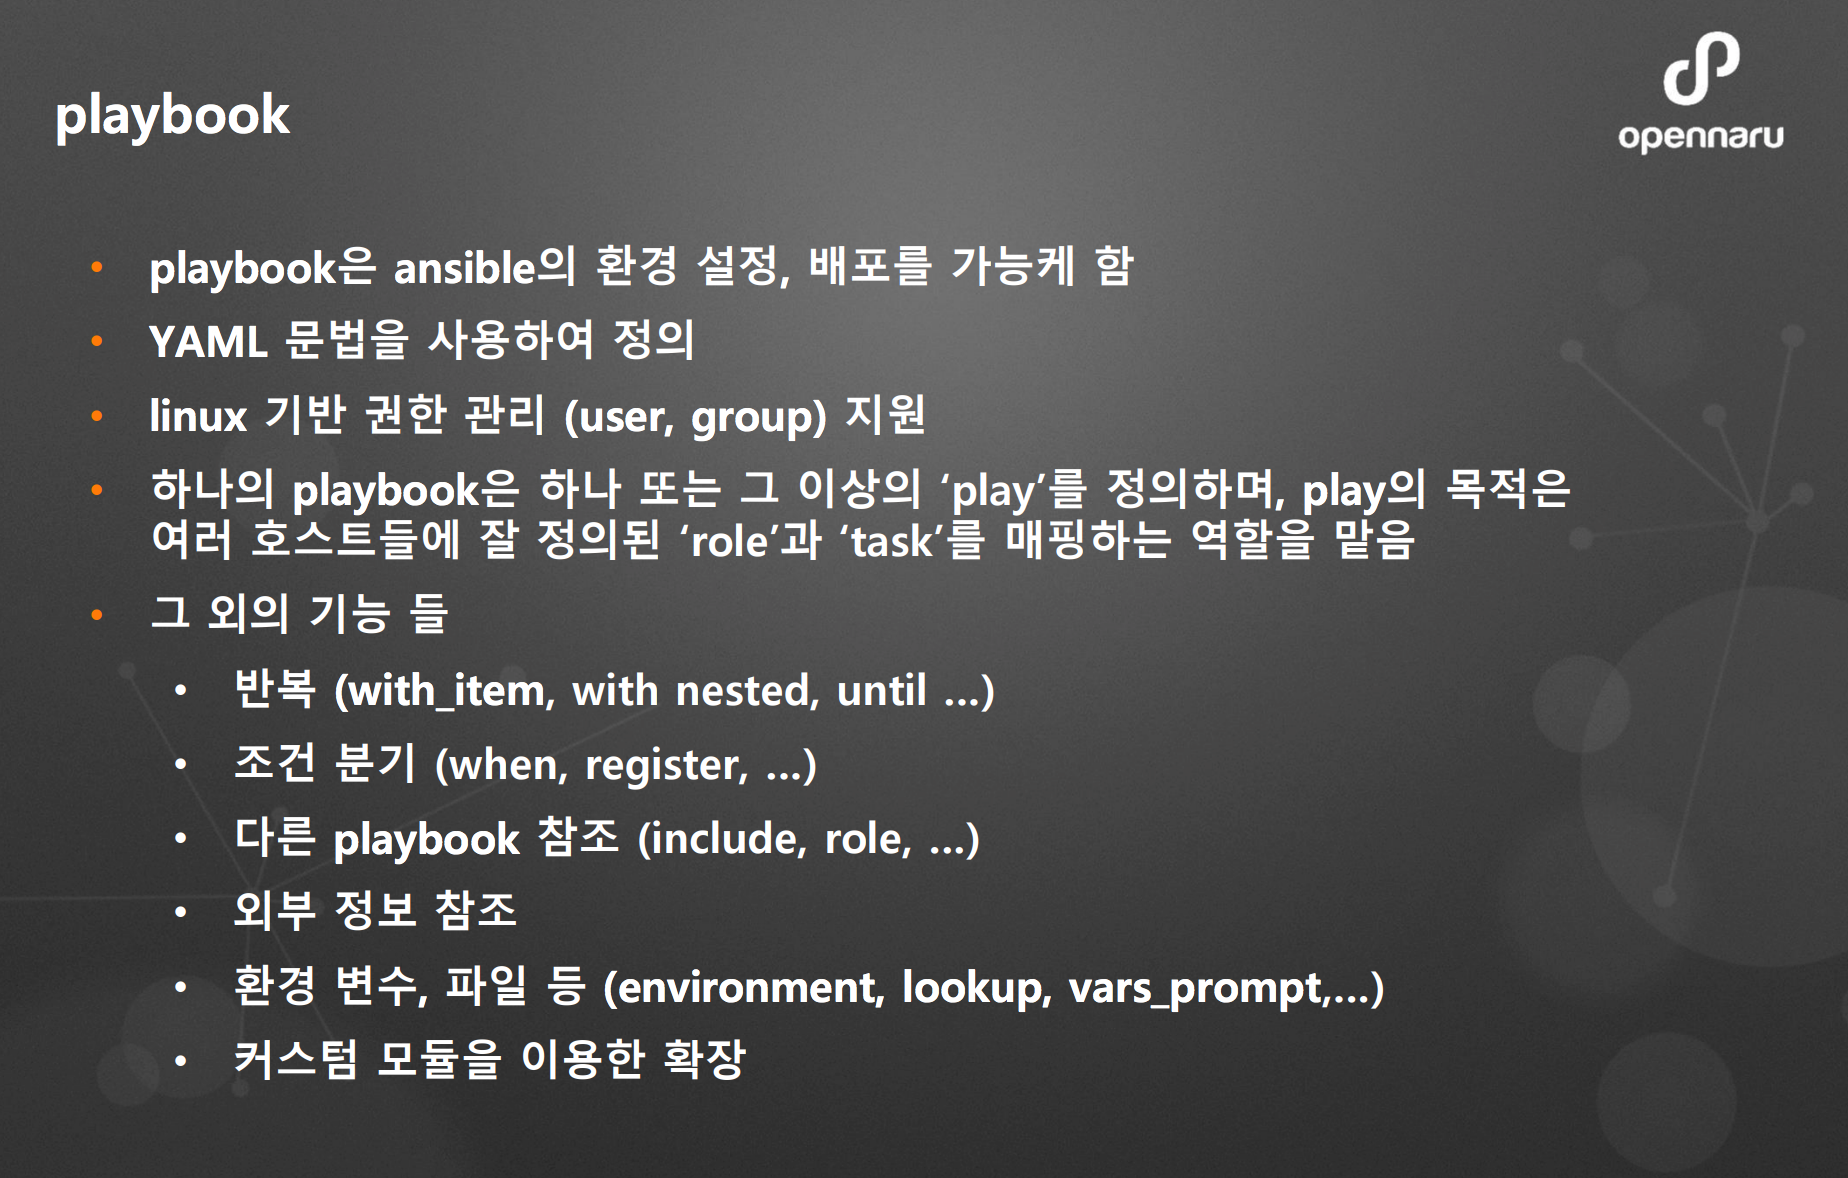 playbook
opennaru
playbook은 ansible의 환경 설정, 배포를 가능케 함
YAML 문법을 사용하여 정의
linux 기반 권한 관리 (user, group) 지원
하나의 playbook은 하나 또는 그 이상의 ‘play’를 정의하며, play의 목적은
여러 호스트들에 잘 정의된 ‘role’과 ‘task’를 매핑하는 역할을 맡음
그 외의 기능 들
반복 (with_item, with nested, until ...)
조건 분기 (when, register, ...)
다른 playbook 참조 (include, role, ...)
외부 정보 참조
환경 변수, 파일 등 (environment, lookup, vars_prompt,...)
커스텀 모듈을 이용한 확장